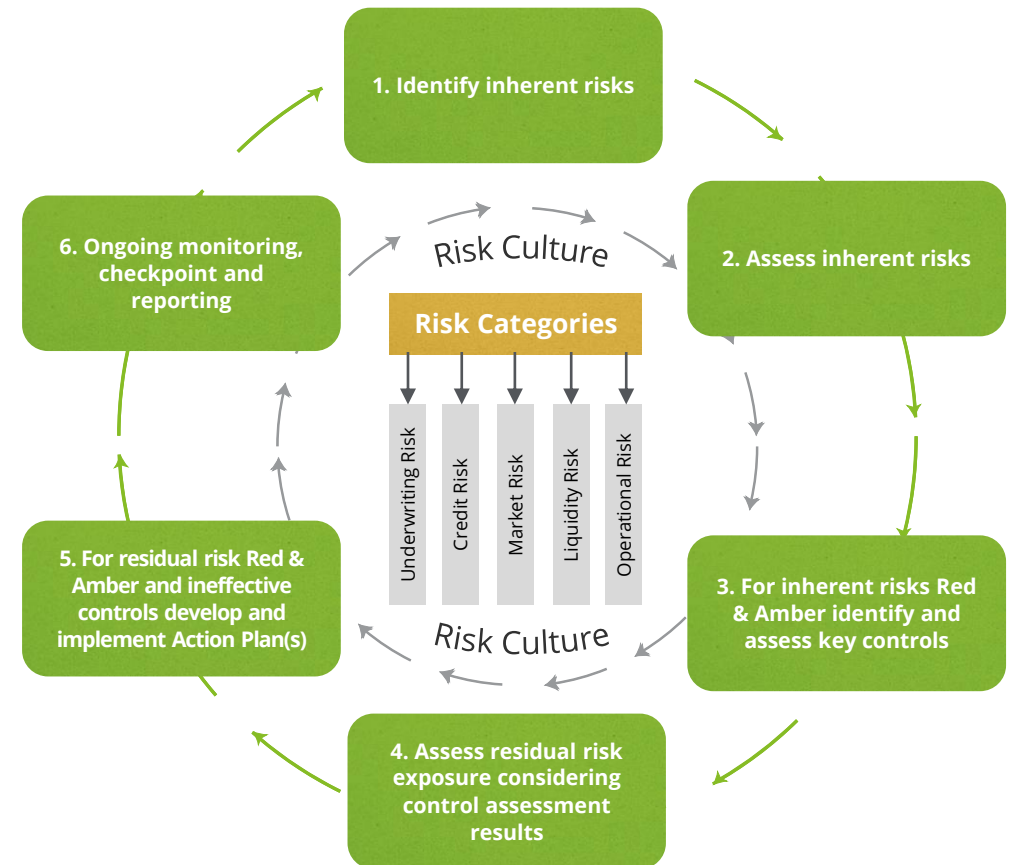 1. Identify inherent risks
2. Assess inherent risks
3. For inherent risks Red
& Amber identify and
assess key controls
4. Assess residual risk
exposure considering
control assessment
results
5. For residual risk Red &
Amber and ineffective
controls develop and
implement Action Plan(s)
6. Ongoing monitoring,
checkpoint and
reporting
Risk Culture
Risk Categories
Underwriting Risk
Credit Risk
Market Risk
Liquidity Risk
Operational Risk
Risk Culture